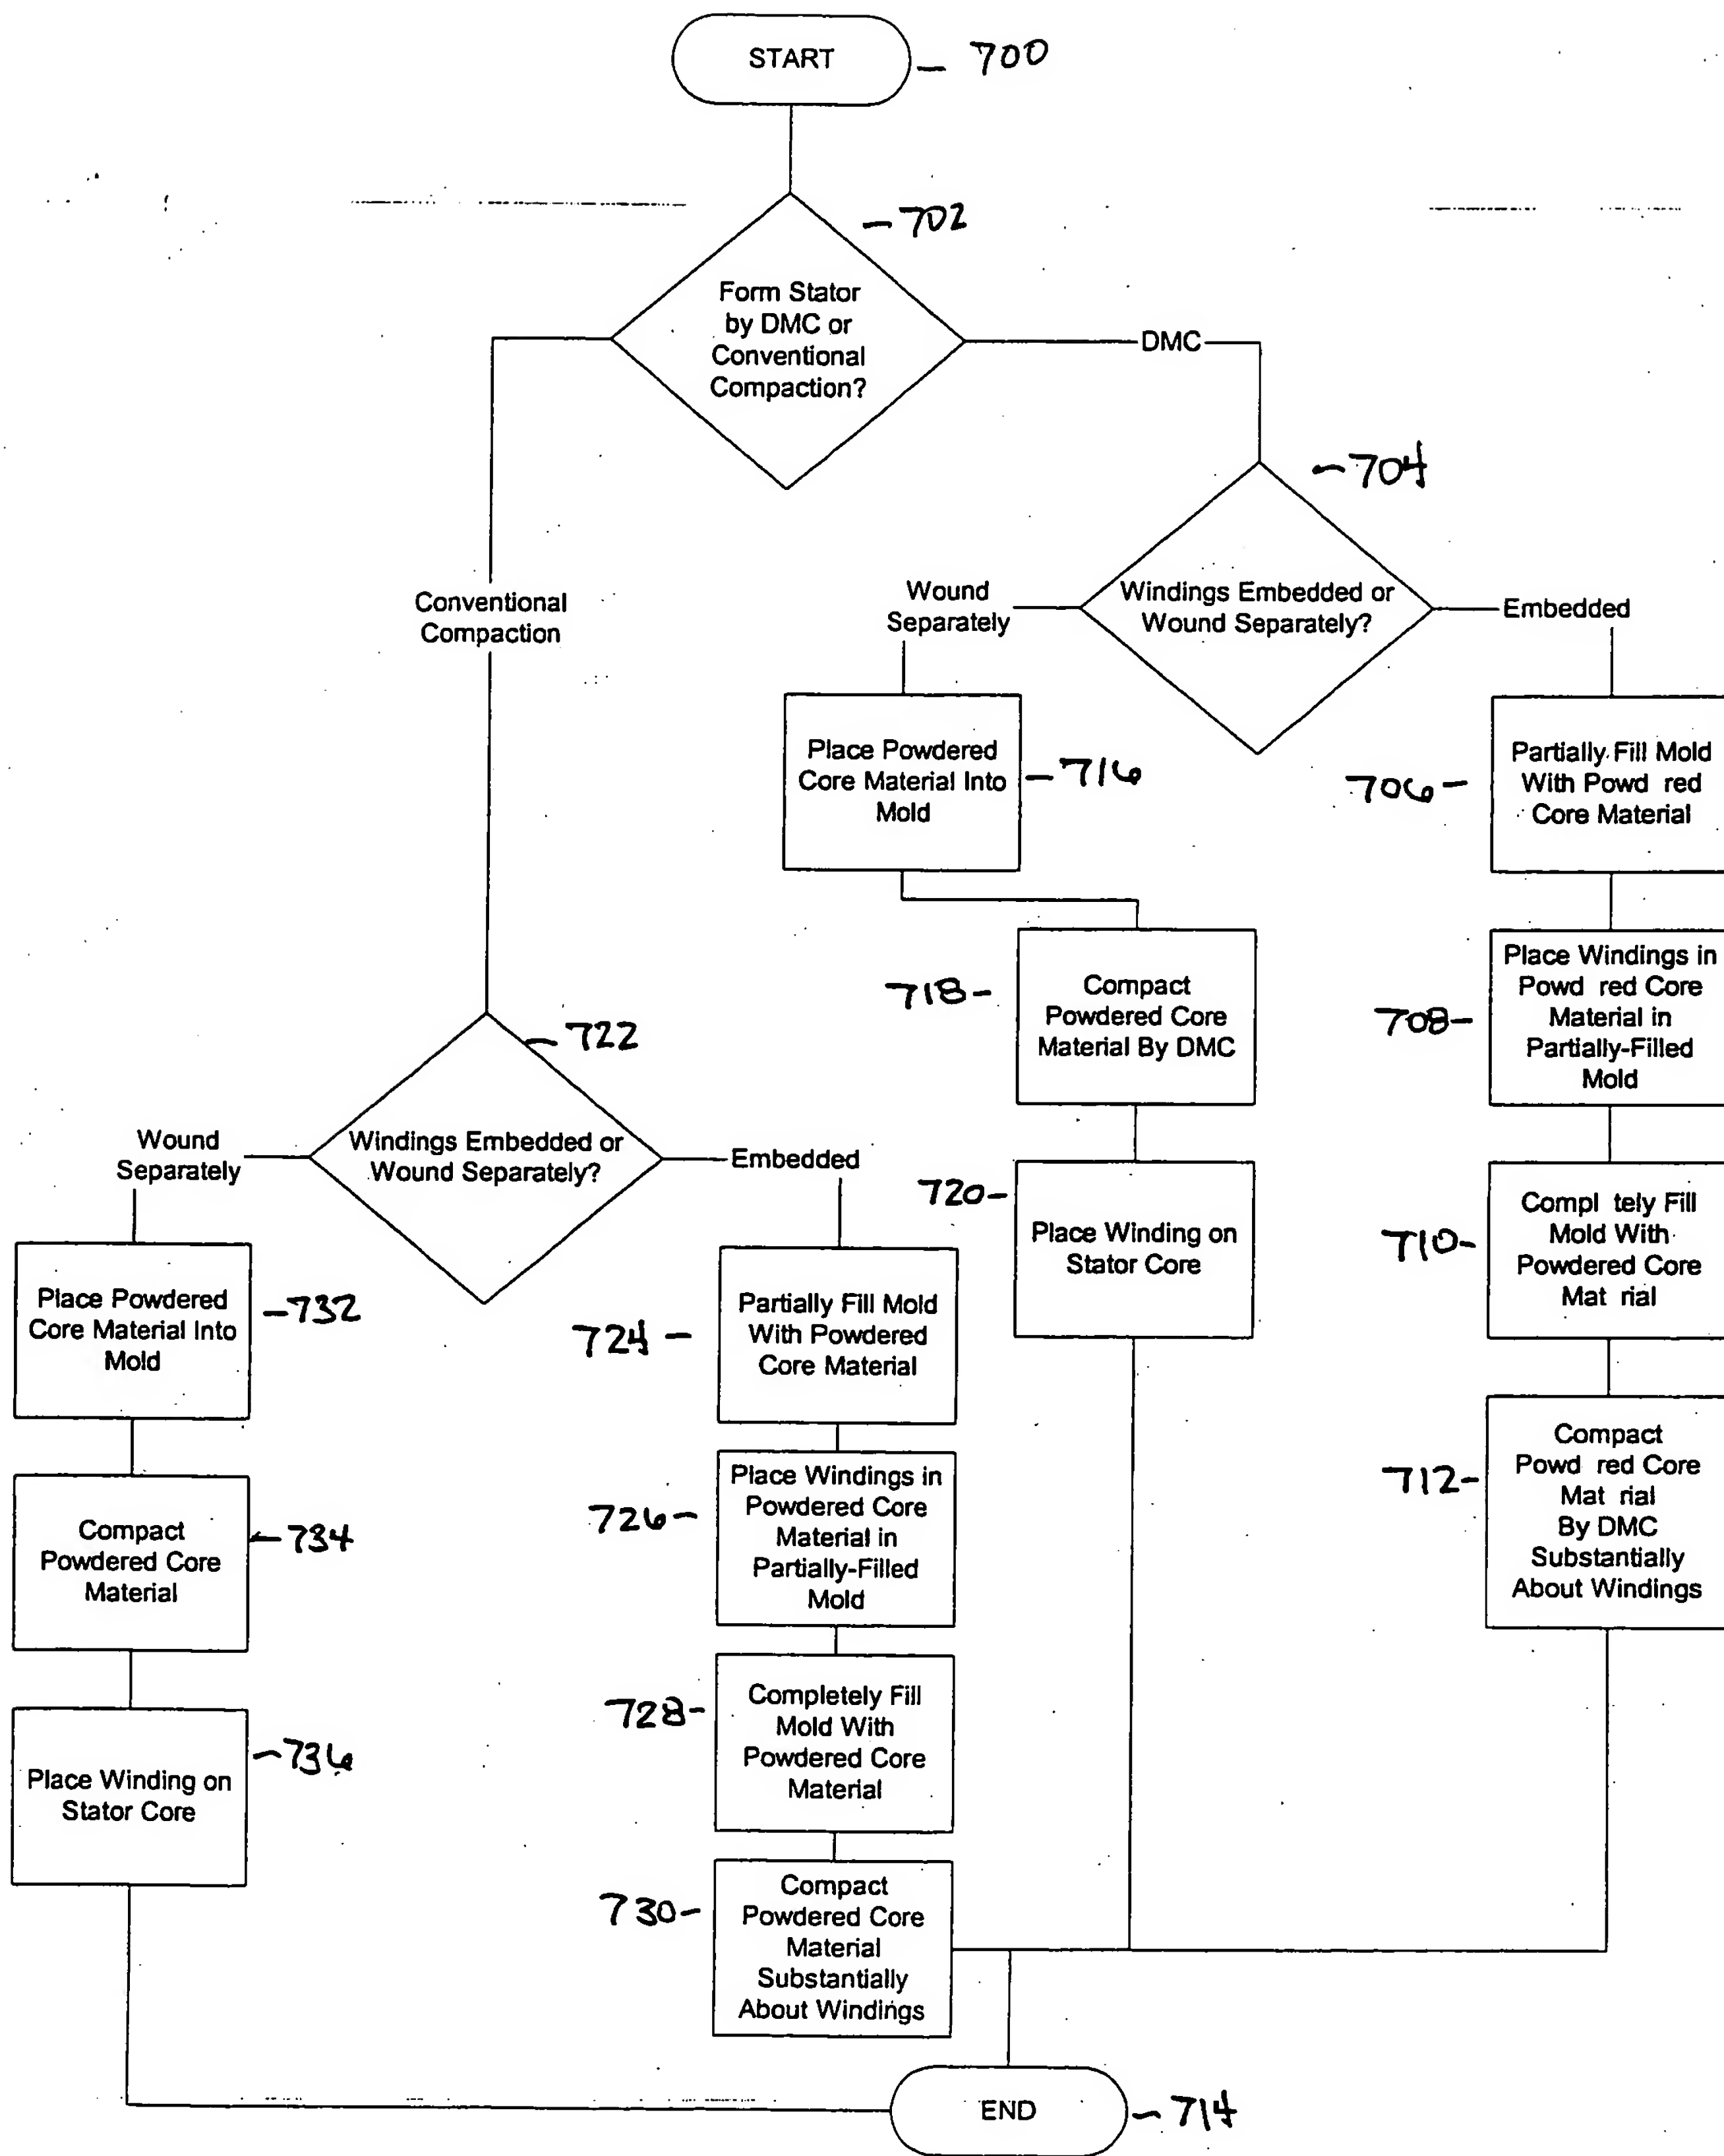 START
700
702
Form Stator
by DMC or
Conventional
Compaction?
DMC
704
Conventional
Compaction
Wound
Separately
Windings Embedded or
Wound Separately?
Embedded
Place Powdered
Core Material Into
Mold
716
706
Partially Fill Mold
With Powd red
Core Material
718
Compact
Powdered Core
Material By DMC
708
Place Windings in
Powd red Core
Material in
Partially-Filled
Mold
722
Wound
Separately
Windings Embedded or
Wound Separately?
Embedded
720
Place Winding on
Stator Core
710
Compl tely Fill
Mold With
Powdered Core
Mat rial
Place Powdered
Core Material Into
Mold
732
724
Partially Fill Mold
With Powdered
Core Material
712
Compact
Powd red Core
Mat rial
By DMC
Substantially
About Windings
Compact
Powdered Core
Material
734
726
Place Windings in
Powdered Core
Material in
Partially-Filled
Mold
Place Winding on
Stator Core
736
728
Completely Fill
Mold With
Powdered Core
Material
730
Compact
Powdered Core
Material
Substantially
About Windings
END
714